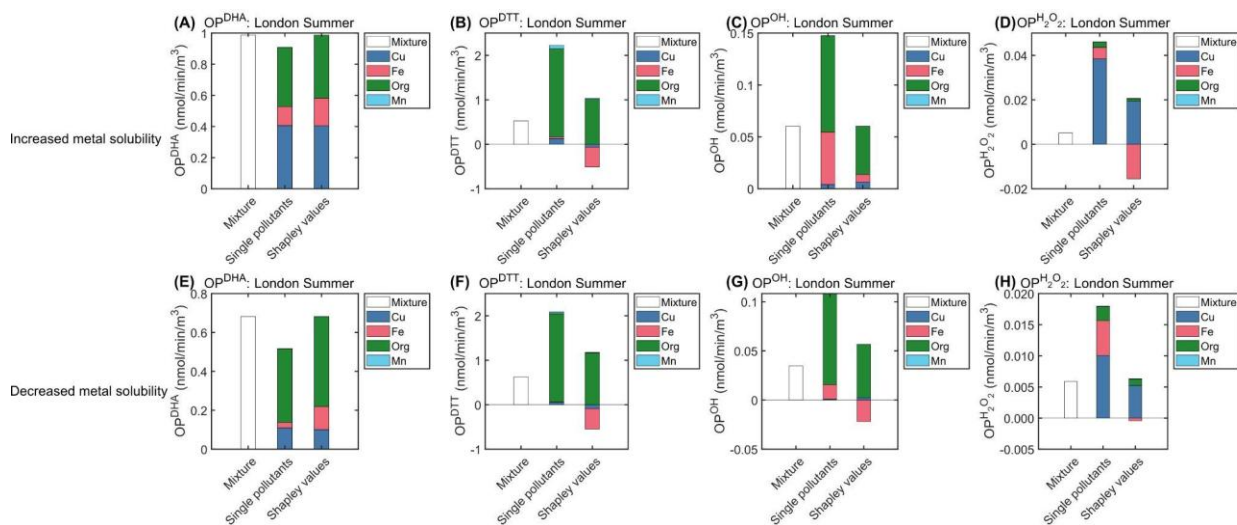 (A) OP^DHA: London Summer
OP^DHA (nmol/min/m³)
1
0.8
0.6
0.4
0.2
0
Mixture
Single pollutants
Shapley values
Mixture
Cu
Fe
Org
Mn
(B) OP^DTT: London Summer
OP^DTT (nmol/min/m³)
2
1
0
-1
Mixture
Single pollutants
Shapley values
Mixture
Cu
Fe
Org
Mn
(C) OP^OH: London Summer
OP^OH (nmol/min/m³)
0.15
0.1
0.05
0
Mixture
Single pollutants
Shapley values
Mixture
Cu
Fe
Org
Mn
(D) OP^H₂O₂: London Summer
OP^H₂O₂ (nmol/min/m³)
0.04
0.02
0
-0.02
Mixture
Single pollutants
Shapley values
Mixture
Cu
Fe
Org
Mn
Increased metal solubility
(E) OP^DHA: London Summer
OP^DHA (nmol/min/m³)
0.8
0.6
0.4
0.2
0
Mixture
Single pollutants
Shapley values
Mixture
Cu
Fe
Org
Mn
(F) OP^DTT: London Summer
OP^DTT (nmol/min/m³)
2
1
0
-1
Mixture
Single pollutants
Shapley values
Mixture
Cu
Fe
Org
Mn
(G) OP^OH: London Summer
OP^OH (nmol/min/m³)
0.1
0.05
0
-0.05
Mixture
Single pollutants
Shapley values
Mixture
Cu
Fe
Org
Mn
(H) OP^H₂O₂: London Summer
OP^H₂O₂ (nmol/min/m³)
0.020
0.015
0.010
0.005
0.000
-0.005
Mixture
Single pollutants
Shapley values
Mixture
Cu
Fe
Org
Mn
Decreased metal solubility